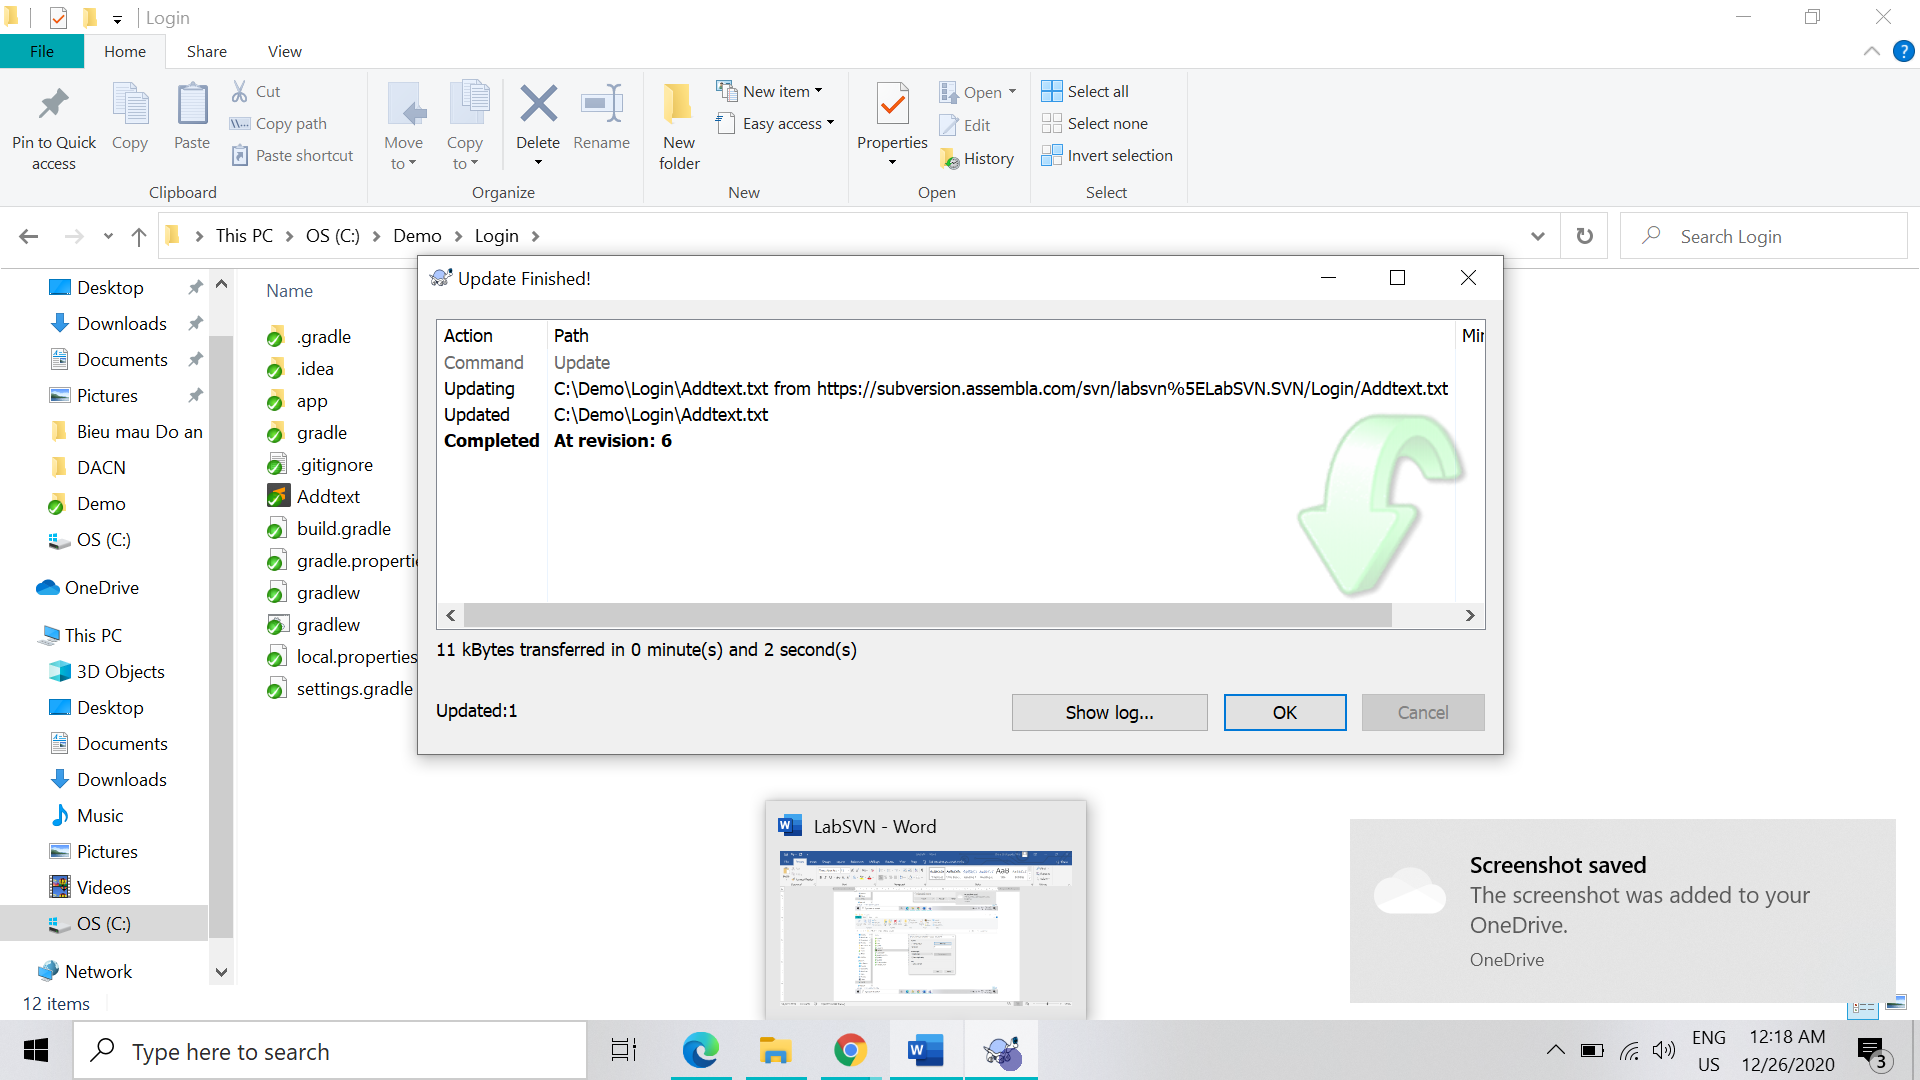 Login
File Home Share View
Pin to Quick access
Copy
Paste
Cut
Copy path
Paste shortcut
Clipboard
Move to
Copy to
Delete
Rename
Organize
New folder
New item
Easy access
New
Properties
Open
Edit
History
Open
Select all
Select none
Invert selection
Select
This PC OS (C:) Demo Login
Search Login
Desktop
Downloads
Documents
Pictures
Bieu mau Do an
DACN
Demo
OS (C:)
OneDrive
This PC
3D Objects
Desktop
Documents
Downloads
Music
Pictures
Videos
OS (C:)
Network
12 items
Name
.gradle
.idea
app
gradle
.gitignore
Addtext
build.gradle
gradle.properti
gradlew
gradlew
local.properties
settings.gradle
Update Finished!
Action Path Mir
Command Update
Updating C:\Demo\Login\Addtext.txt from https://subversion.assembla.com/svn/labsvn%5ELabSVN.SVN/Login/Addtext.txt
Updated C:\Demo\Login\Addtext.txt
Completed At revision: 6
11 kBytes transferred in 0 minute(s) and 2 second(s)
Updated:1
Show log...
OK
Cancel
LabSVN - Word
Screenshot saved
The screenshot was added to your
OneDrive.
OneDrive
Type here to search
ENG
US
12:18 AM
12/26/2020
3